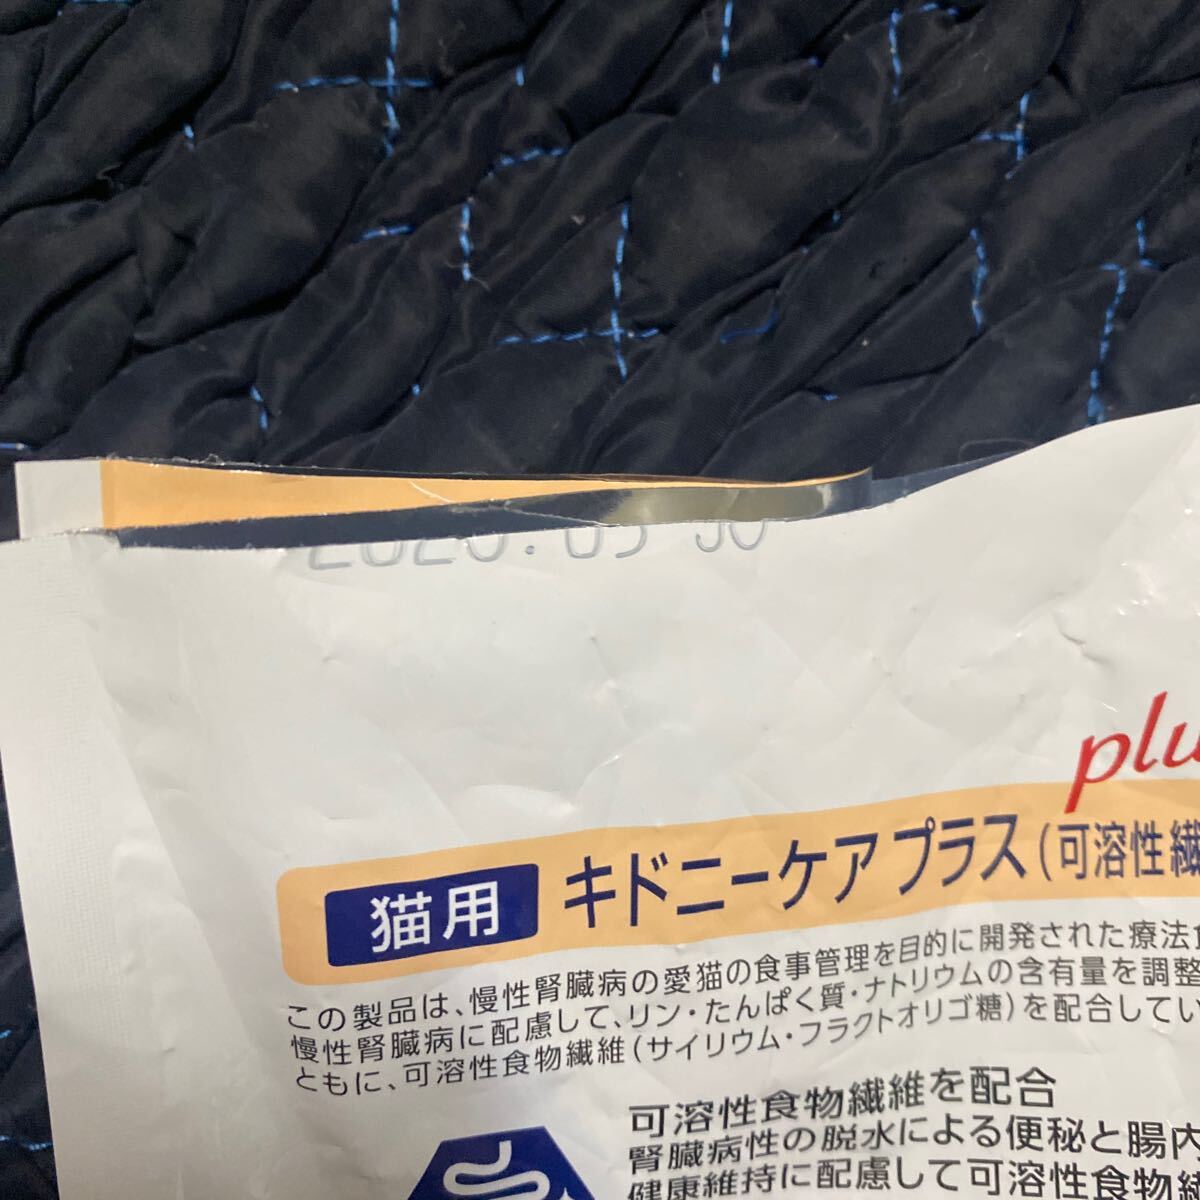 plu
猫用 キドニーケア プラス(可溶性繊
この製品は、慢性腎臓病の愛猫の食事管理を目的に開発された療法食
慢性腎臓病に配慮して、リン・たんぱく質・ナトリウムの含有量を調整
ともに、可溶性食物繊維(サイリウム・フラクトオリゴ糖)を配合してい
可溶性食物繊維を配合
腎臓病性の脱水による便秘と腸内
健康維持に配慮して可溶性食物繊